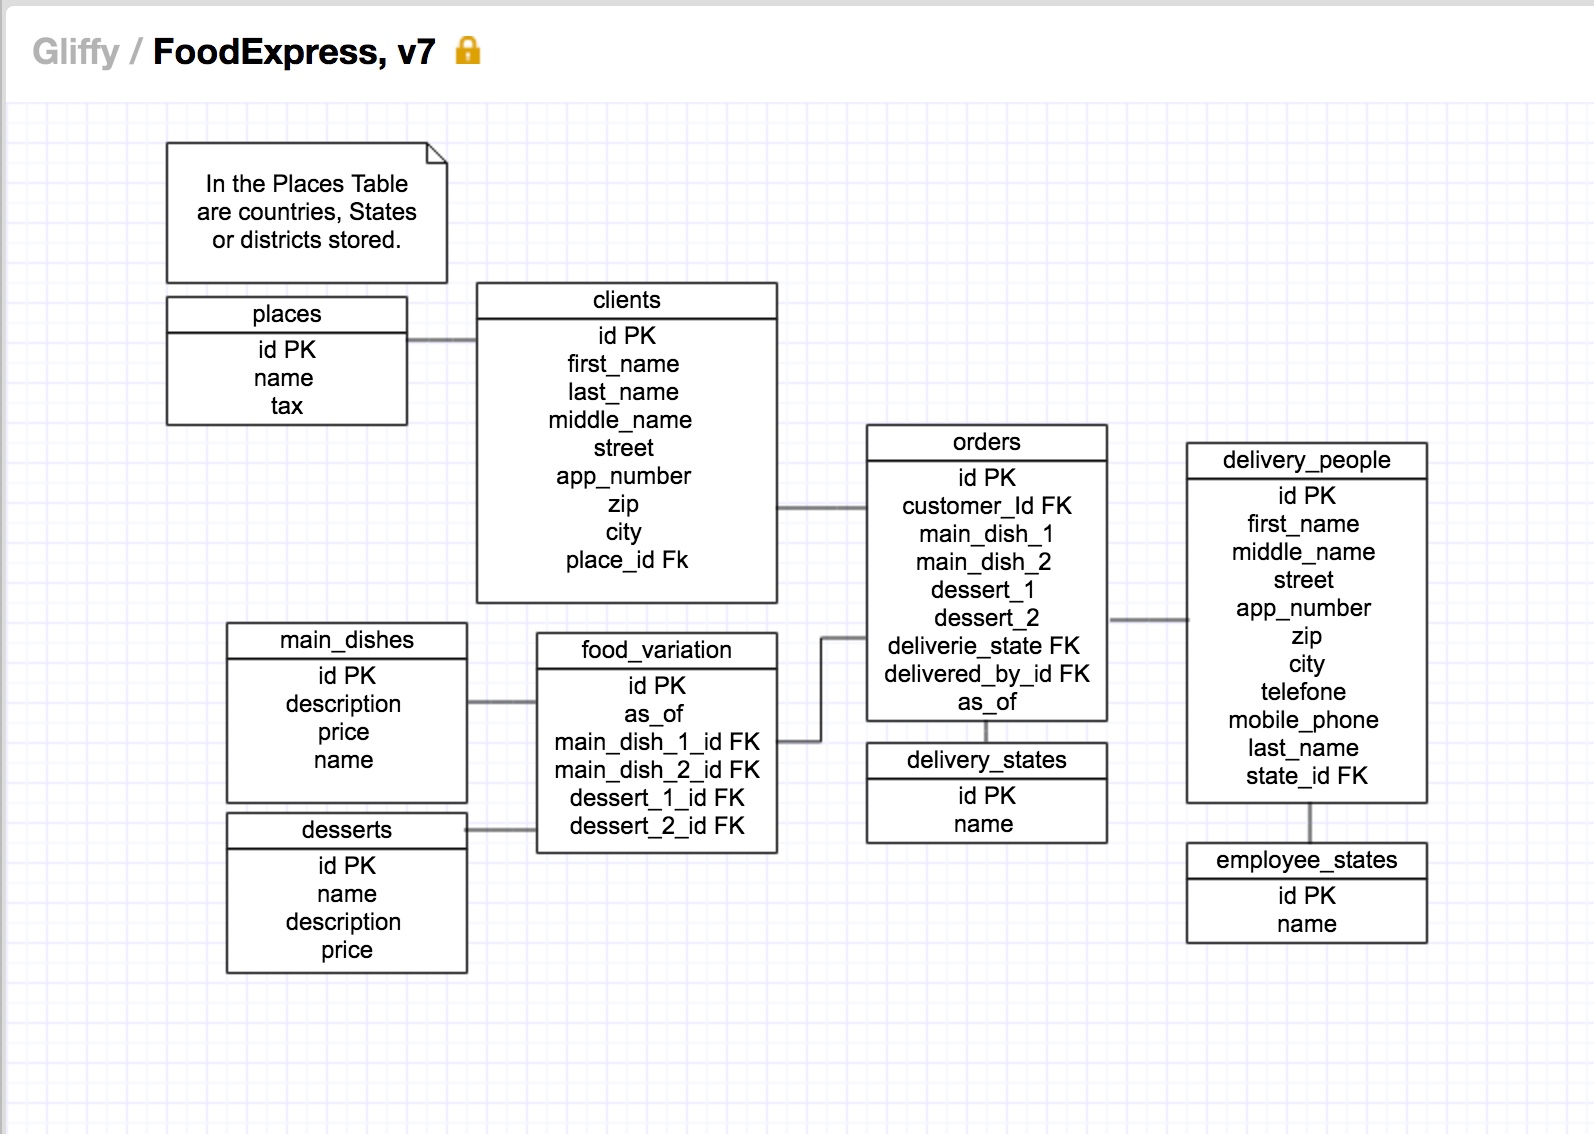 Gliffy / FoodExpress, v7
In the Places Table
are countries, States
or districts stored.
places
id PK
name
tax
clients
id PK
first_name
last_name
middle_name
street
app_number
zip
city
place_id Fk
orders
id PK
customer_Id FK
main_dish_1
main_dish_2
dessert_1
dessert_2
deliverie_state FK
delivered_by_id FK
as_of
delivery_people
id PK
first_name
middle_name
street
app_number
zip
city
telefone
mobile_phone
last_name
state_id FK
main_dishes
id PK
description
price
name
food_variation
id PK
as_of
main_dish_1_id FK
main_dish_2_id FK
dessert_1_id FK
dessert_2_id FK
delivery_states
id PK
name
desserts
id PK
name
description
price
employee_states
id PK
name